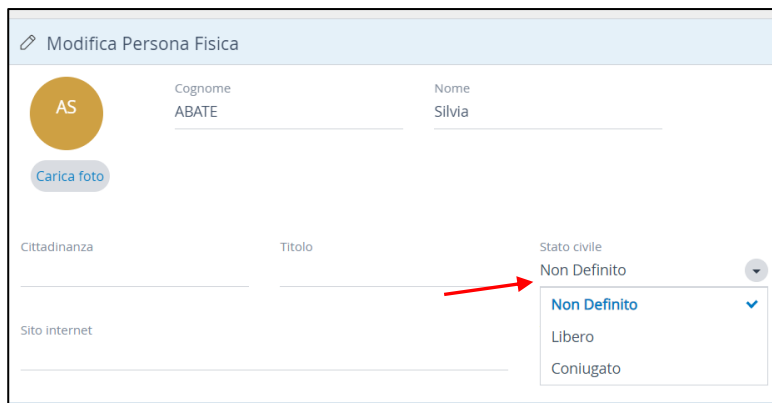 Modifica Persona Fisica
AS
Cognome
ABATE
Nome
Silvia
Carica foto
Cittadinanza
Titolo
Stato civile
Non Definito
Non Definito
Libero
Coniugato
Sito internet